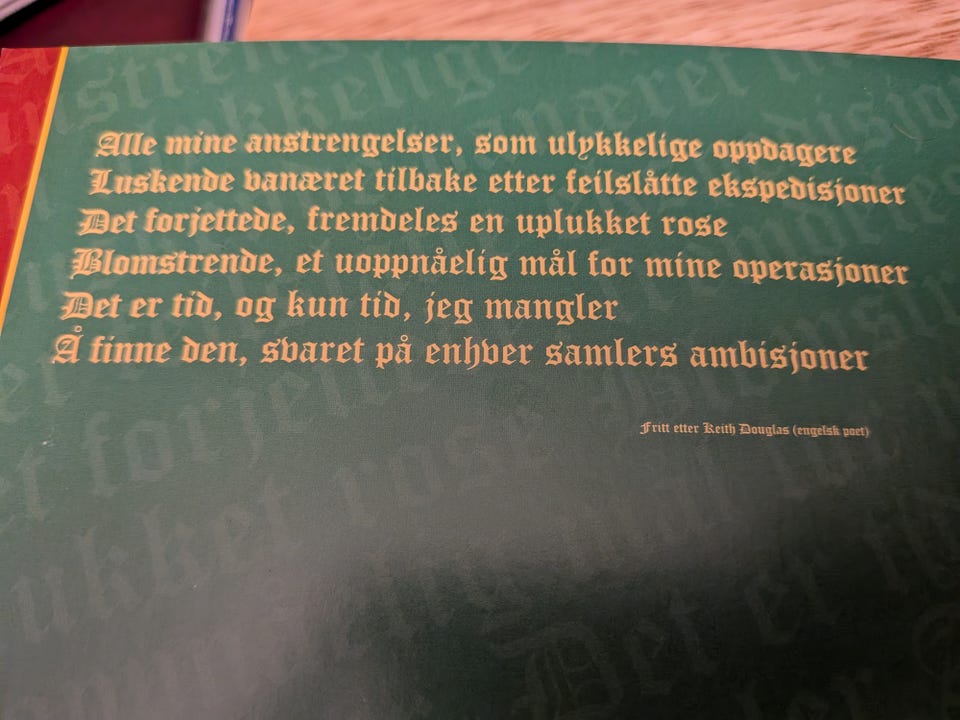 Alle mine anstrengelser, som ulykkelige oppdagere
Luskende vanæret tilbake etter feilslåtte ekspedisjoner
Det forjettede, fremdeles en uplukket rose
Blomstrende, et uoppnåelig mål for mine operasjoner
Det er tid, og kun tid, jeg mangler
Å finne den, svaret på enhver samlers ambisjoner
Fritt etter Keith Douglas (engelsk poet)